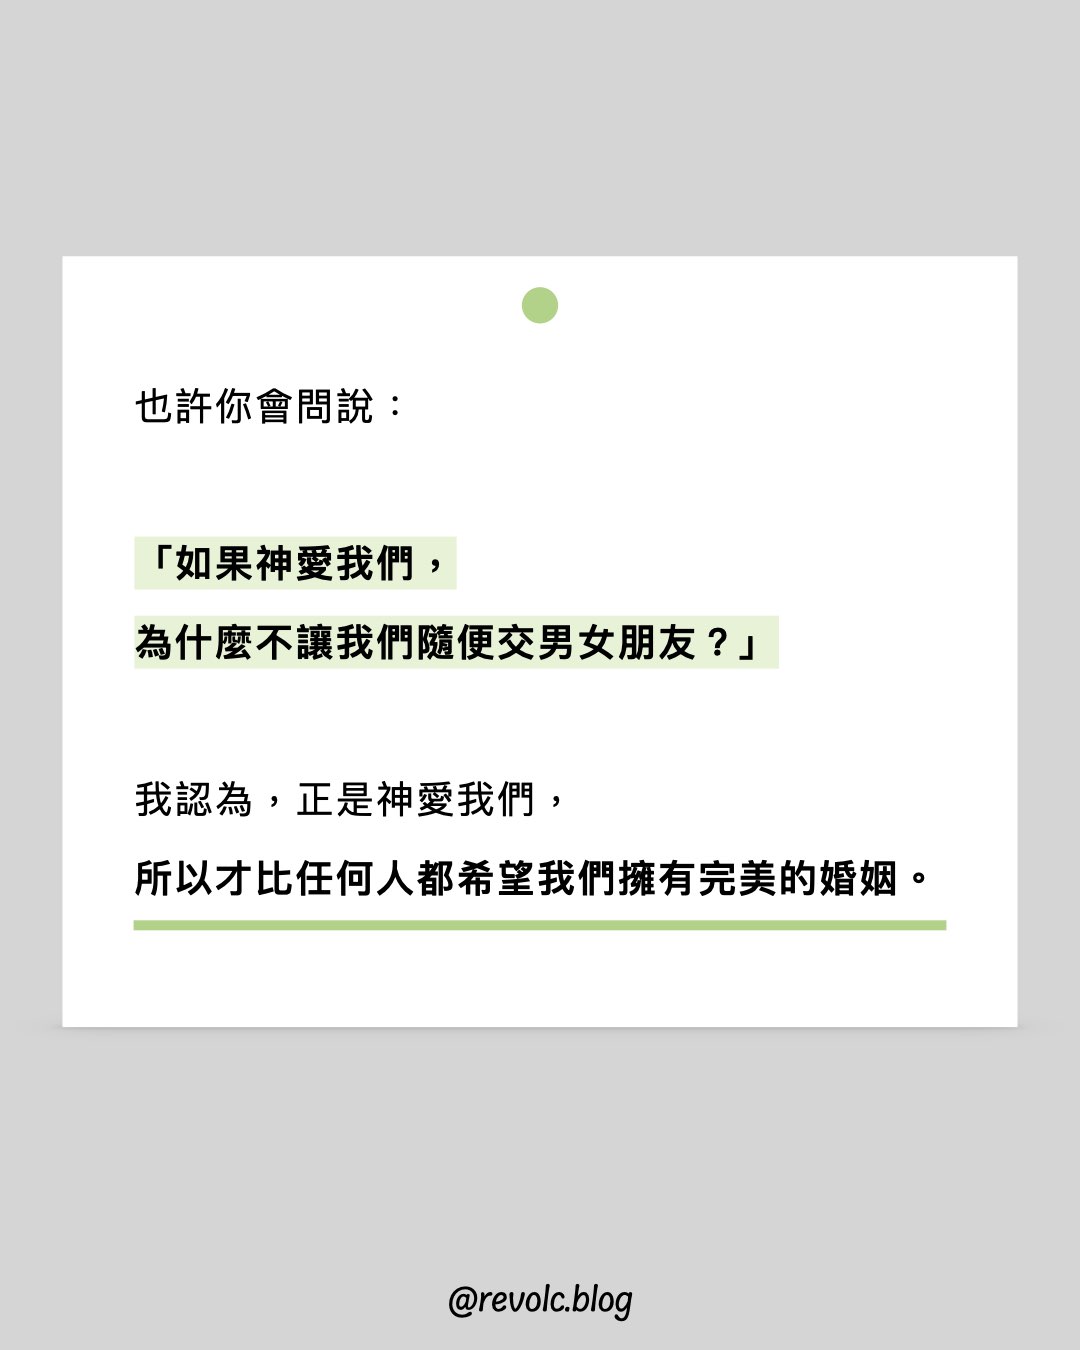 也許你會問說：
「如果神愛我們，
為什麼不讓我們隨便交男女朋友？」
我認為，正是神愛我們，
所以才比任何人都希望我們擁有完美的婚姻。
@revolc.blog